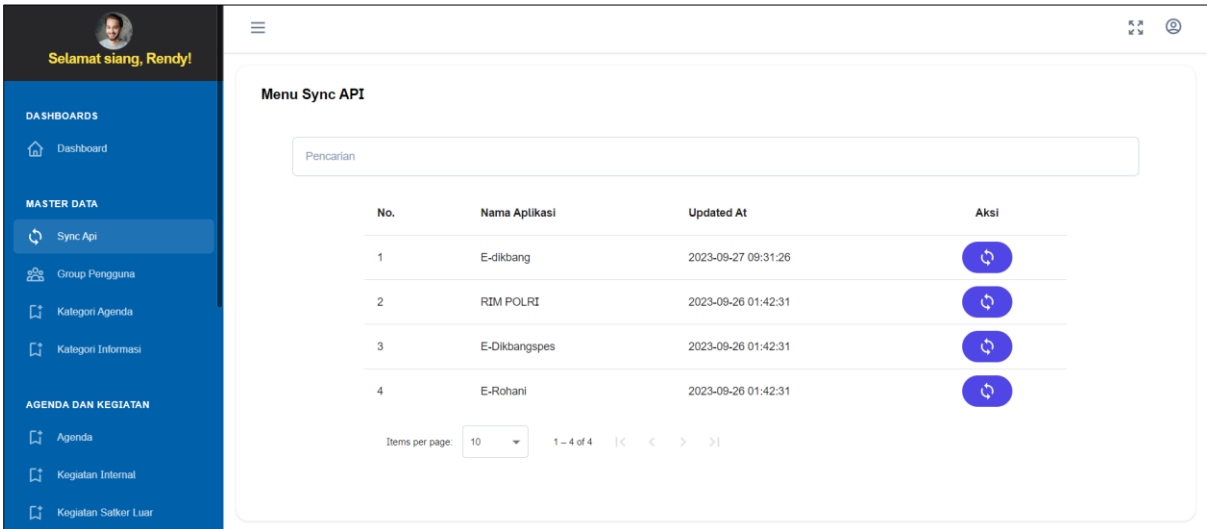 Selamat siang, Rendy!
DASHBOARDS
Dashboard
MASTER DATA
Sync Api
Group Pengguna
Kategori Agenda
Kategori Informasi
AGENDA DAN KEGIATAN
Agenda
Kegiatan Internal
Kegiatan Satker Luar
Menu Sync API
Pencarian
No. Nama Aplikasi Updated At Aksi
1 E-dikbang 2023-09-27 09:31:26
2 RIM POLRI 2023-09-26 01:42:31
3 E-Dikbangspes 2023-09-26 01:42:31
4 E-Rohani 2023-09-26 01:42:31
Items per page: 10 1 – 4 of 4